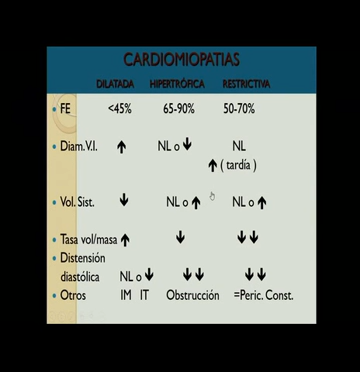 CARDIOMIOPATIAS
DILATADA HIPERTRÓFICA RESTRICTIVA
• FE <45% 65-90% 50-70%
• Diam. V.I. ↑ NL o ↓ NL
↑ ( tardía )
• Vol. Sist. ↓ NL o ↑ NL o ↑
• Tasa vol/masa ↑ ↓ ↓↓
• Distensión
diastólica NL o ↓ ↓↓ ↓↓
• Otros IM IT Obstrucción =Peric. Const.